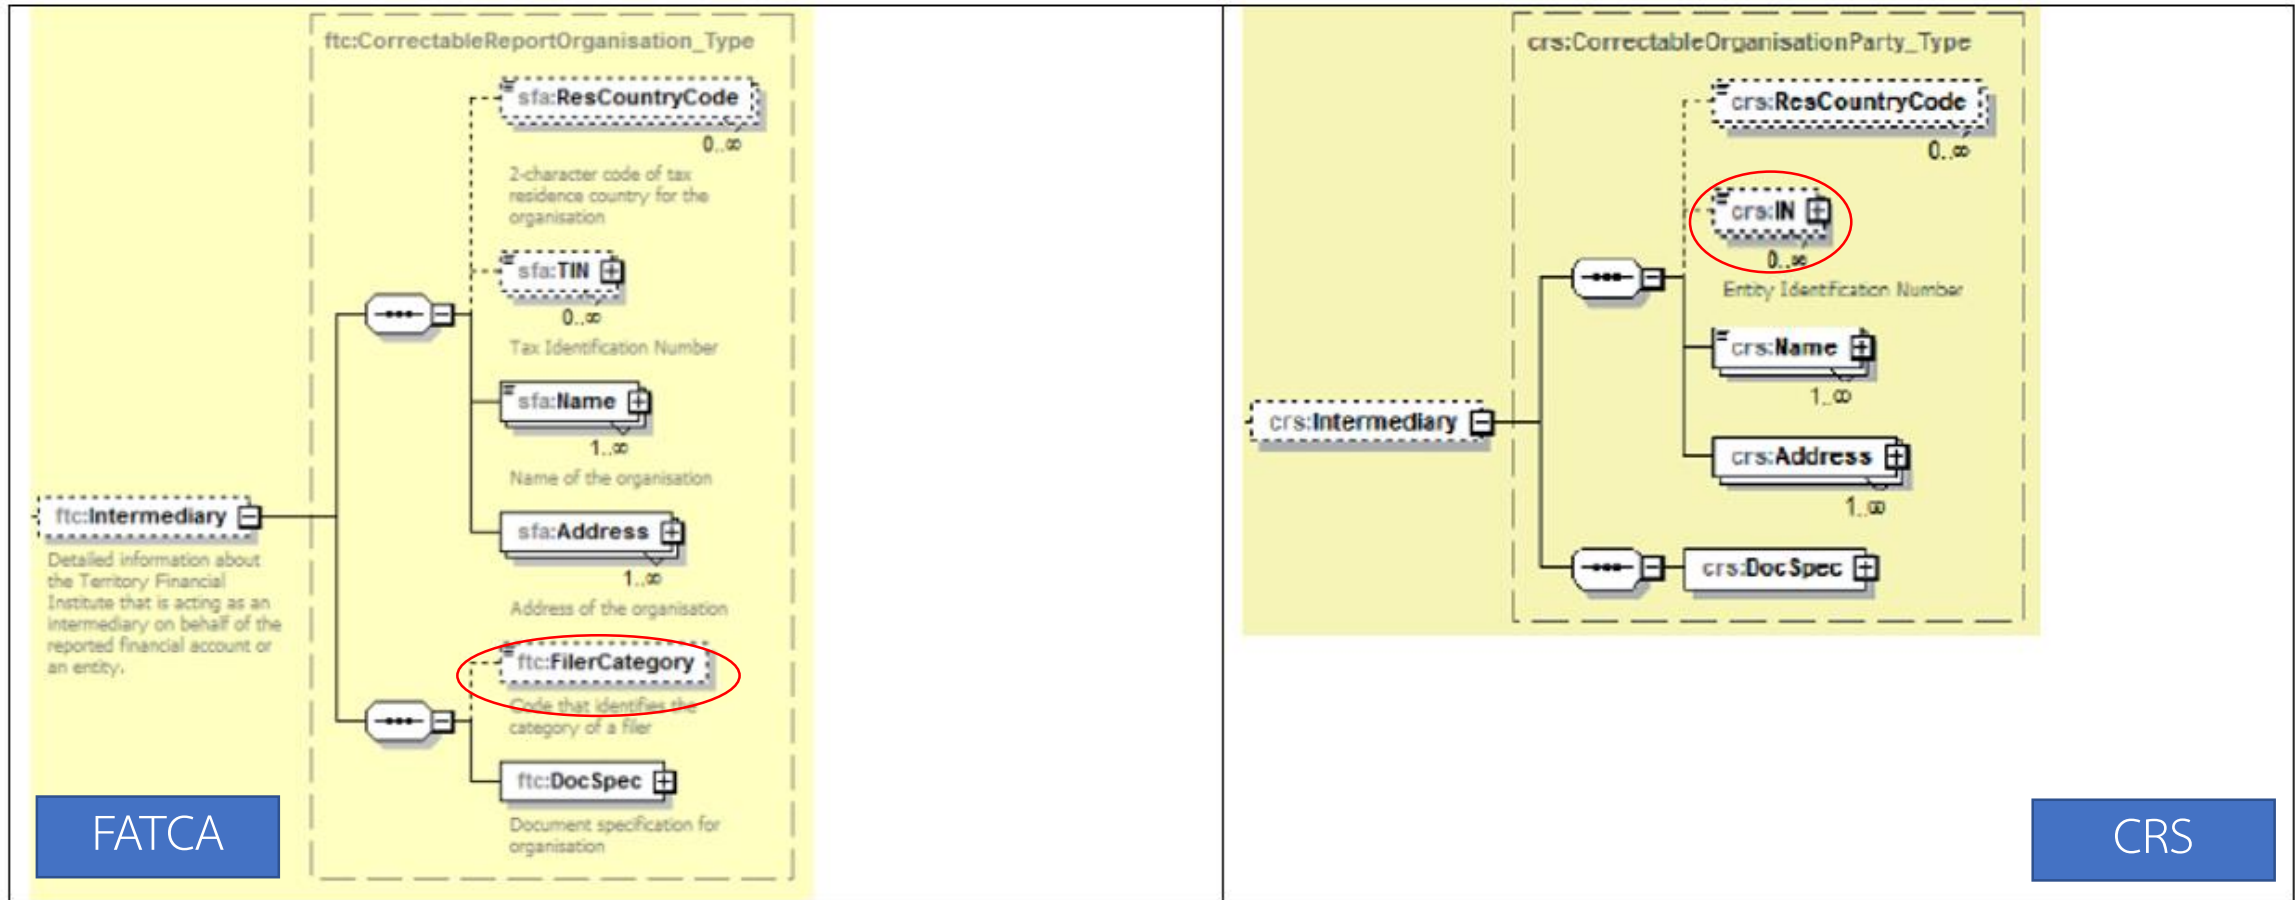 ftc:CorrectableReportOrganisation_Type
sfa:ResCountryCode
0..∞
2-character code of tax
residence country for the
organisation
sfa:TIN
0..∞
Tax Identification Number
sfa:Name
1..∞
Name of the organisation
ftc:Intermediary
Detailed information about
the Territory Financial
Institute that is acting as an
intermediary on behalf of the
reported financial account or
an entity.
sfa:Address
1..∞
Address of the organisation
ftc:FilerCategory
Code that identifies the
category of a filer
ftc:DocSpec
Document specification for
organisation
FATCA
crs:CorrectableOrganisationParty_Type
crs:ResCountryCode
0..∞
crs:IN
0..∞
Entity Identification Number
crs:Name
1..∞
crs:Intermediary
crs:Address
1..∞
crs:DocSpec
CRS